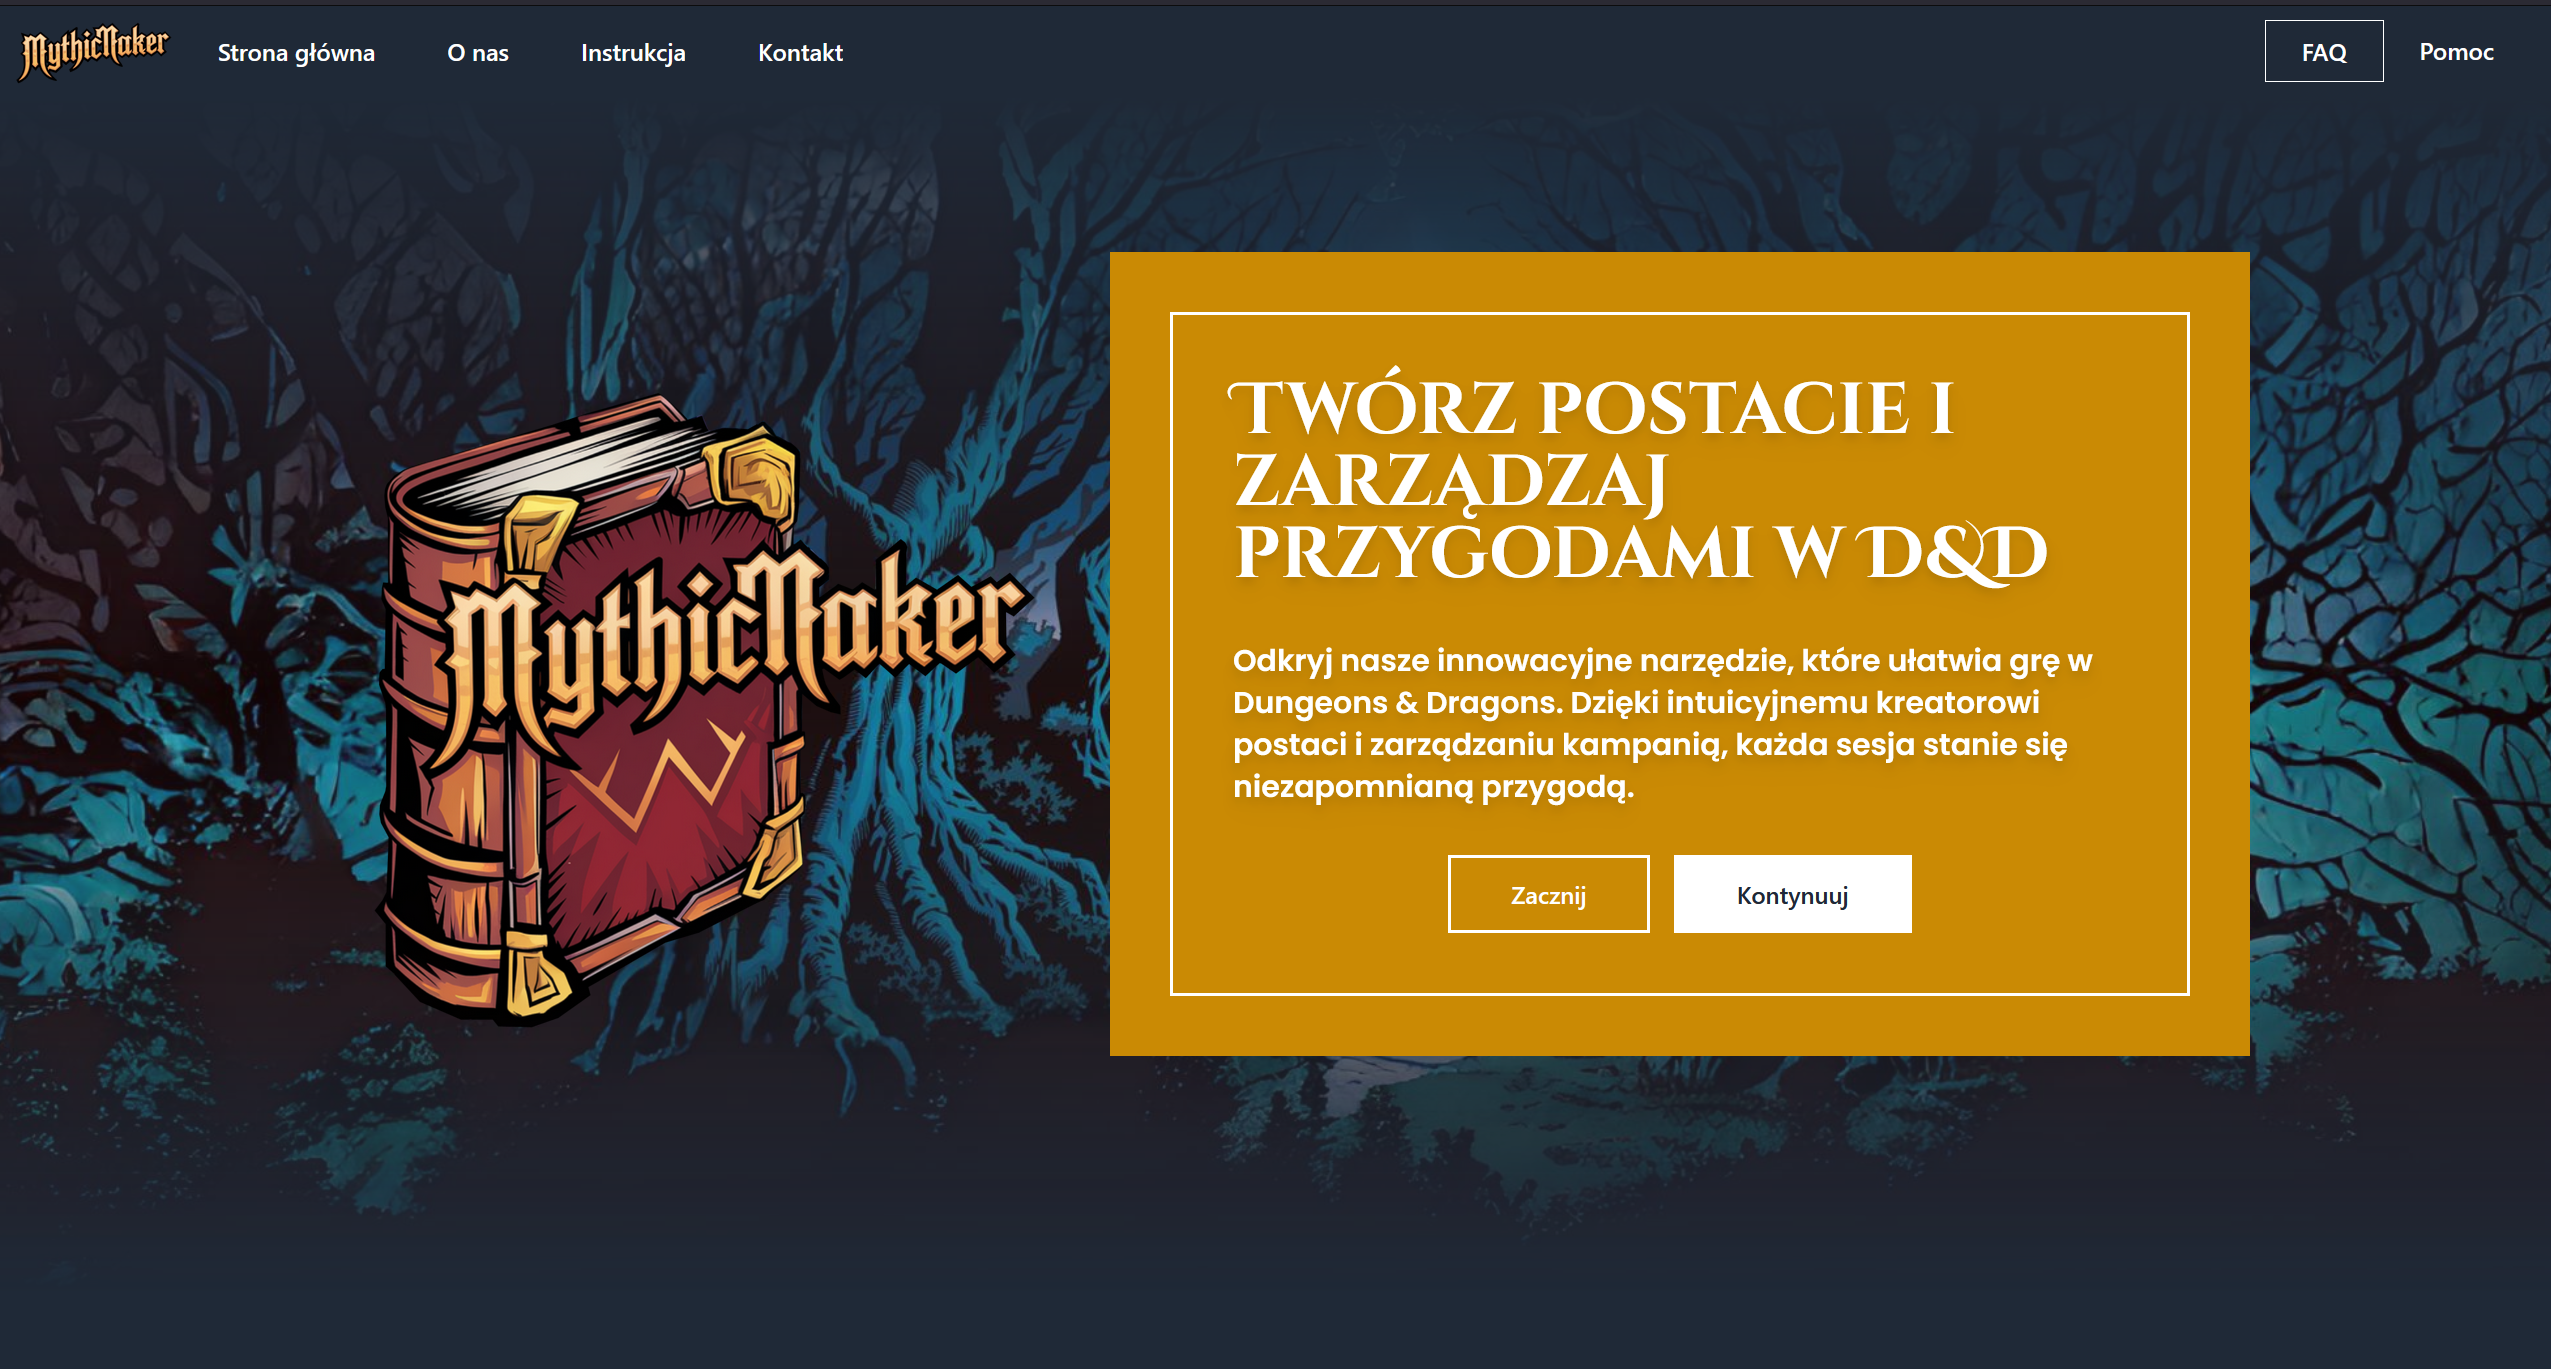 MythicMaker
Strona główna
O nas
Instrukcja
Kontakt
FAQ
Pomoc
MythicMaker
Twórz postacie i
zarządzaj
przygodami w D&D
Odkryj nasze innowacyjne narzędzie, które ułatwia grę w
Dungeons & Dragons. Dzięki intuicyjnemu kreatorowi
postaci i zarządzaniu kampanią, każda sesja stanie się
niezapomnianą przygodą.
Zacznij
Kontynuuj